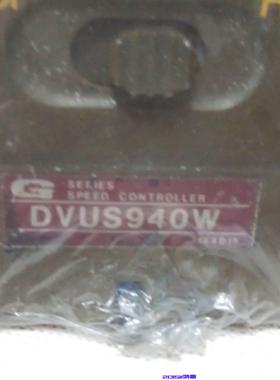 G SERIES
SPEED CONTROLLER
DVUS940W